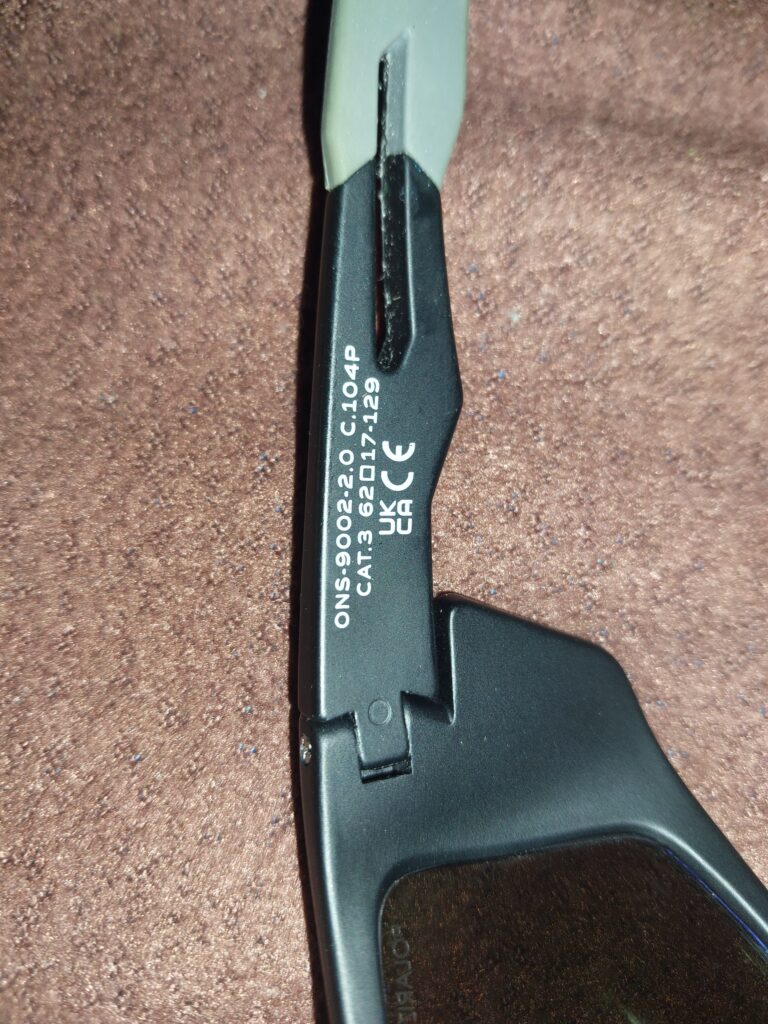 ONS-9002-2.0 C.104P
CAT.3 62□17-129
UK
CA CE